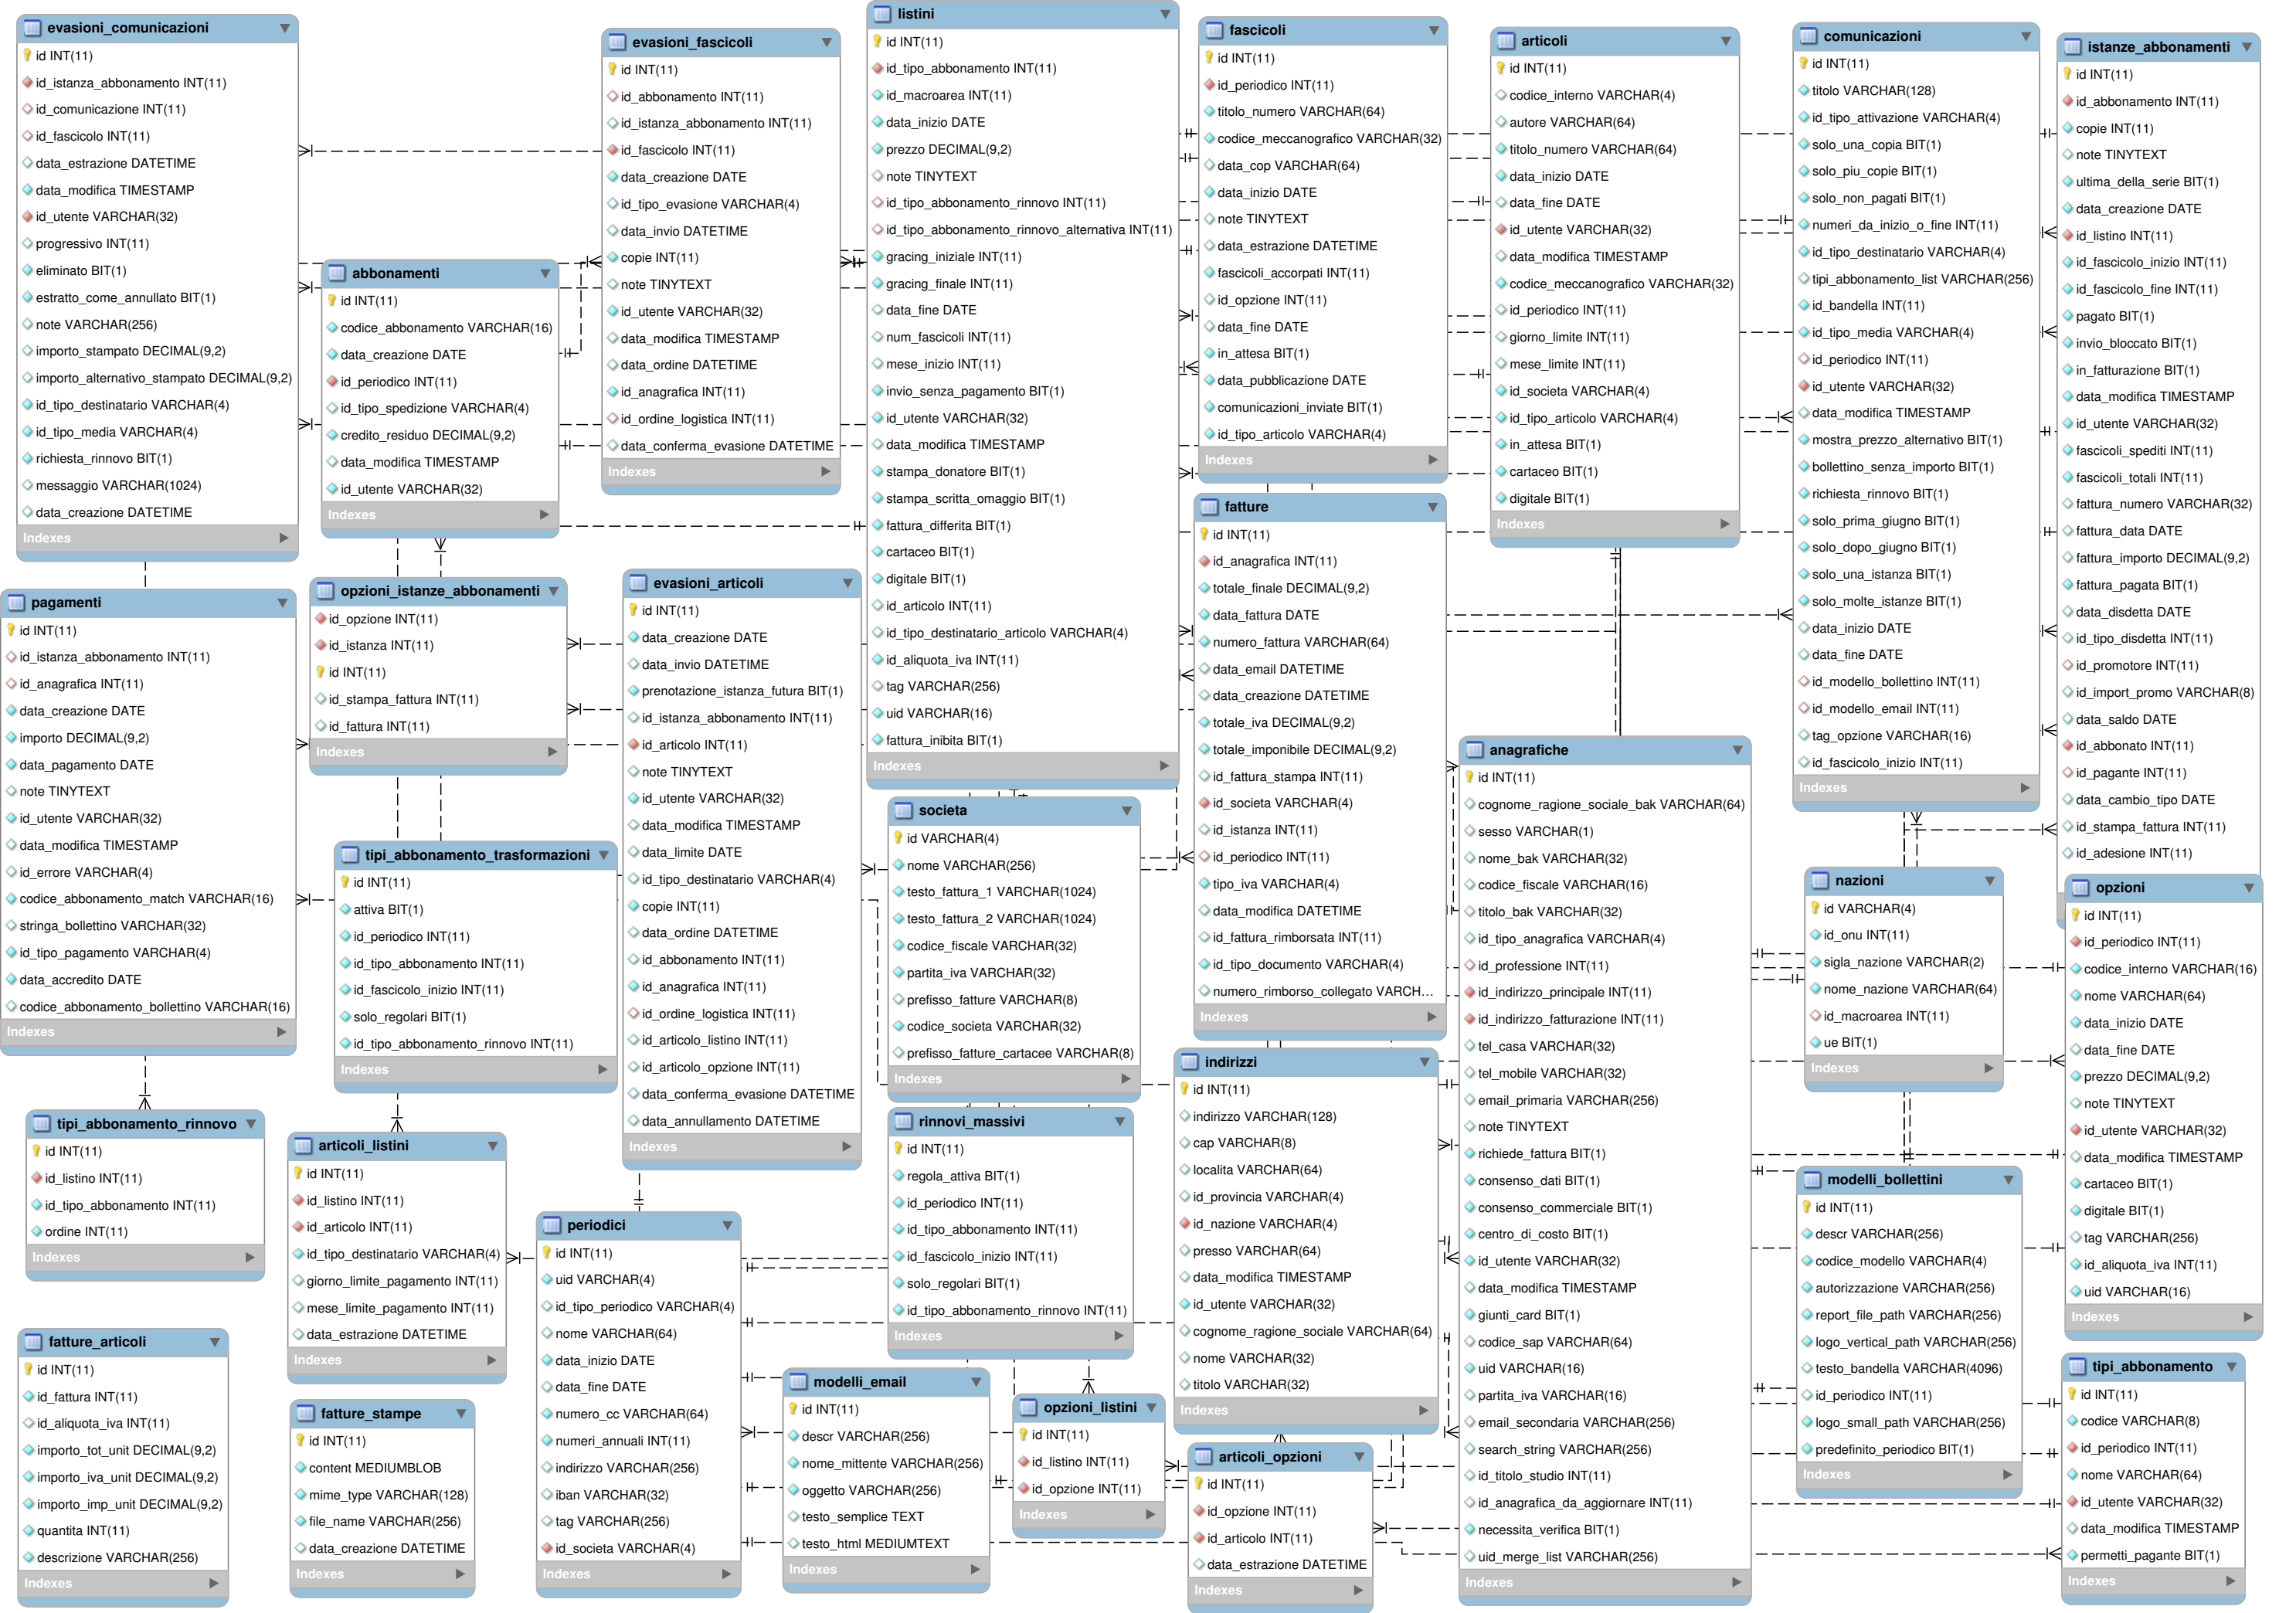 evasioni_comunicazioni
id INT(11)
id_istanza_abbonamento INT(11)
id_comunicazione INT(11)
id_fascicolo INT(11)
data_estrazione DATETIME
data_modifica TIMESTAMP
id_utente VARCHAR(32)
progressivo INT(11)
eliminato BIT(1)
estratto_come_annullato BIT(1)
note VARCHAR(256)
importo_stampato DECIMAL(9,2)
importo_alternativo_stampato DECIMAL(9,2)
id_tipo_destinatario VARCHAR(4)
id_tipo_media VARCHAR(4)
richiesta_rinnovo BIT(1)
messaggio VARCHAR(1024)
data_creazione DATETIME
Indexes
abbonamenti
id INT(11)
codice_abbonamento VARCHAR(16)
data_creazione DATE
id_periodico INT(11)
id_tipo_spedizione VARCHAR(4)
credito_residuo DECIMAL(9,2)
data_modifica TIMESTAMP
id_utente VARCHAR(32)
Indexes
evasioni_fascicoli
id INT(11)
id_abbonamento INT(11)
id_istanza_abbonamento INT(11)
id_fascicolo INT(11)
data_creazione DATE
id_tipo_evasione VARCHAR(4)
data_invio DATETIME
copie INT(11)
note TINYTEXT
id_utente VARCHAR(32)
data_modifica TIMESTAMP
data_ordine DATETIME
id_anagrafica INT(11)
id_ordine_logistica INT(11)
data_conferma_evasione DATETIME
Indexes
listini
id INT(11)
id_tipo_abbonamento INT(11)
id_macroarea INT(11)
data_inizio DATE
prezzo DECIMAL(9,2)
note TINYTEXT
id_tipo_abbonamento_rinnovo INT(11)
id_tipo_abbonamento_rinnovo_alternativa INT(11)
gracing_iniziale INT(11)
gracing_finale INT(11)
data_fine DATE
num_fascicoli INT(11)
mese_inizio INT(11)
invio_senza_pagamento BIT(1)
id_utente VARCHAR(32)
data_modifica TIMESTAMP
stampa_donatore BIT(1)
stampa_scritta_omaggio BIT(1)
fattura_differita BIT(1)
cartaceo BIT(1)
digitale BIT(1)
id_articolo INT(11)
id_tipo_destinatario_articolo VARCHAR(4)
id_aliquota_iva INT(11)
tag VARCHAR(256)
uid VARCHAR(16)
fattura_inibita BIT(1)
Indexes
fascicoli
id INT(11)
id_periodico INT(11)
titolo_numero VARCHAR(64)
codice_meccanografico VARCHAR(32)
data_cop VARCHAR(64)
data_inizio DATE
note TINYTEXT
data_estrazione DATETIME
fascicoli_accorpati INT(11)
id_opzione INT(11)
data_fine DATE
in_attesa BIT(1)
data_pubblicazione DATE
comunicazioni_inviate BIT(1)
id_tipo_articolo VARCHAR(4)
Indexes
articoli
id INT(11)
codice_interno VARCHAR(4)
autore VARCHAR(64)
titolo_numero VARCHAR(64)
data_inizio DATE
data_fine DATE
id_utente VARCHAR(32)
data_modifica TIMESTAMP
codice_meccanografico VARCHAR(32)
id_periodico INT(11)
giorno_limite INT(11)
mese_limite INT(11)
id_societa VARCHAR(4)
id_tipo_articolo VARCHAR(4)
in_attesa BIT(1)
cartaceo BIT(1)
digitale BIT(1)
Indexes
comunicazioni
id INT(11)
titolo VARCHAR(128)
id_tipo_attivazione VARCHAR(4)
solo_una_copia BIT(1)
solo_piu_copie BIT(1)
solo_non_pagati BIT(1)
numeri_da_inizio_o_fine INT(11)
id_tipo_destinatario VARCHAR(4)
tipi_abbonamento_list VARCHAR(256)
id_bandella INT(11)
id_tipo_media VARCHAR(4)
id_periodico INT(11)
id_utente VARCHAR(32)
data_modifica TIMESTAMP
mostra_prezzo_alternativo BIT(1)
bollettino_senza_importo BIT(1)
richiesta_rinnovo BIT(1)
solo_prima_giugno BIT(1)
solo_dopo_giugno BIT(1)
solo_una_istanza BIT(1)
solo_molte_istanze BIT(1)
data_inizio DATE
data_fine DATE
id_modello_bollettino INT(11)
id_modello_email INT(11)
tag_opzione VARCHAR(16)
id_fascicolo_inizio INT(11)
Indexes
istanze_abbonamenti
id INT(11)
id_abbonamento INT(11)
copie INT(11)
note TINYTEXT
ultima_della_serie BIT(1)
data_creazione DATE
id_listino INT(11)
id_fascicolo_inizio INT(11)
id_fascicolo_fine INT(11)
pagato BIT(1)
invio_bloccato BIT(1)
in_fatturazione BIT(1)
data_modifica TIMESTAMP
id_utente VARCHAR(32)
fascicoli_spediti INT(11)
fascicoli_totali INT(11)
fattura_numero VARCHAR(32)
fattura_data DATE
fattura_importo DECIMAL(9,2)
fattura_pagata BIT(1)
data_disdetta DATE
id_tipo_disdetta INT(11)
id_promotore INT(11)
id_import_promo VARCHAR(8)
data_saldo DATE
id_abbonato INT(11)
id_pagante INT(11)
data_cambio_tipo DATE
id_stampa_fattura INT(11)
id_adesione INT(11)
pagamenti
id INT(11)
id_istanza_abbonamento INT(11)
id_anagrafica INT(11)
data_creazione DATE
importo DECIMAL(9,2)
data_pagamento DATE
note TINYTEXT
id_utente VARCHAR(32)
data_modifica TIMESTAMP
id_errore VARCHAR(4)
codice_abbonamento_match VARCHAR(16)
stringa_bollettino VARCHAR(32)
id_tipo_pagamento VARCHAR(4)
data_accredito DATE
codice_abbonamento_bollettino VARCHAR(16)
Indexes
opzioni_istanze_abbonamenti
id_opzione INT(11)
id_istanza INT(11)
id INT(11)
id_stampa_fattura INT(11)
id_fattura INT(11)
Indexes
evasioni_articoli
id INT(11)
data_creazione DATE
data_invio DATETIME
prenotazione_istanza_futura BIT(1)
id_istanza_abbonamento INT(11)
id_articolo INT(11)
note TINYTEXT
id_utente VARCHAR(32)
data_modifica TIMESTAMP
data_limite DATE
id_tipo_destinatario VARCHAR(4)
copie INT(11)
data_ordine DATETIME
id_abbonamento INT(11)
id_anagrafica INT(11)
id_ordine_logistica INT(11)
id_articolo_listino INT(11)
id_articolo_opzione INT(11)
data_conferma_evasione DATETIME
data_annullamento DATETIME
Indexes
fatture
id INT(11)
id_anagrafica INT(11)
totale_finale DECIMAL(9,2)
data_fattura DATE
numero_fattura VARCHAR(64)
data_email DATETIME
data_creazione DATETIME
totale_iva DECIMAL(9,2)
totale_imponibile DECIMAL(9,2)
id_fattura_stampa INT(11)
id_societa VARCHAR(4)
id_istanza INT(11)
id_periodico INT(11)
tipo_iva VARCHAR(4)
data_modifica DATETIME
id_fattura_rimborsata INT(11)
id_tipo_documento VARCHAR(4)
numero_rimborso_collegato VARCH...
Indexes
anagrafiche
id INT(11)
cognome_ragione_sociale_bak VARCHAR(64)
sesso VARCHAR(1)
nome_bak VARCHAR(32)
codice_fiscale VARCHAR(16)
titolo_bak VARCHAR(32)
id_tipo_anagrafica VARCHAR(4)
id_professione INT(11)
id_indirizzo_principale INT(11)
id_indirizzo_fatturazione INT(11)
tel_casa VARCHAR(32)
tel_mobile VARCHAR(32)
email_primaria VARCHAR(256)
note TINYTEXT
richiede_fattura BIT(1)
consenso_dati BIT(1)
consenso_commerciale BIT(1)
centro_di_costo BIT(1)
id_utente VARCHAR(32)
data_modifica TIMESTAMP
giunti_card BIT(1)
codice_sap VARCHAR(64)
uid VARCHAR(16)
partita_iva VARCHAR(16)
email_secondaria VARCHAR(256)
search_string VARCHAR(256)
id_titolo_studio INT(11)
id_anagrafica_da_aggiornare INT(11)
necessita_verifica BIT(1)
uid_merge_list VARCHAR(256)
Indexes
societa
id VARCHAR(4)
nome VARCHAR(256)
testo_fattura_1 VARCHAR(1024)
testo_fattura_2 VARCHAR(1024)
codice_fiscale VARCHAR(32)
partita_iva VARCHAR(32)
prefisso_fatture VARCHAR(8)
codice_societa VARCHAR(32)
prefisso_fatture_cartacee VARCHAR(8)
Indexes
tipi_abbonamento_trasformazioni
id INT(11)
attiva BIT(1)
id_periodico INT(11)
id_tipo_abbonamento INT(11)
id_fascicolo_inizio INT(11)
solo_regolari BIT(1)
id_tipo_abbonamento_rinnovo INT(11)
Indexes
nazioni
id VARCHAR(4)
id_onu INT(11)
sigla_nazione VARCHAR(2)
nome_nazione VARCHAR(64)
id_macroarea INT(11)
ue BIT(1)
Indexes
opzioni
id INT(11)
id_periodico INT(11)
codice_interno VARCHAR(16)
nome VARCHAR(64)
data_inizio DATE
data_fine DATE
prezzo DECIMAL(9,2)
note TINYTEXT
id_utente VARCHAR(32)
data_modifica TIMESTAMP
cartaceo BIT(1)
digitale BIT(1)
tag VARCHAR(256)
id_aliquota_iva INT(11)
uid VARCHAR(16)
Indexes
tipi_abbonamento_rinnovo
id INT(11)
id_listino INT(11)
id_tipo_abbonamento INT(11)
ordine INT(11)
Indexes
articoli_listini
id INT(11)
id_listino INT(11)
id_articolo INT(11)
id_tipo_destinatario VARCHAR(4)
giorno_limite_pagamento INT(11)
mese_limite_pagamento INT(11)
data_estrazione DATETIME
Indexes
periodici
id INT(11)
uid VARCHAR(4)
id_tipo_periodico VARCHAR(4)
nome VARCHAR(64)
data_inizio DATE
data_fine DATE
numero_cc VARCHAR(64)
numeri_annuali INT(11)
indirizzo VARCHAR(256)
iban VARCHAR(32)
tag VARCHAR(256)
id_societa VARCHAR(4)
Indexes
rinnovi_massivi
id INT(11)
regola_attiva BIT(1)
id_periodico INT(11)
id_tipo_abbonamento INT(11)
id_fascicolo_inizio INT(11)
solo_regolari BIT(1)
id_tipo_abbonamento_rinnovo INT(11)
Indexes
indirizzi
id INT(11)
indirizzo VARCHAR(128)
cap VARCHAR(8)
localita VARCHAR(64)
id_provincia VARCHAR(4)
id_nazione VARCHAR(4)
presso VARCHAR(64)
data_modifica TIMESTAMP
id_utente VARCHAR(32)
cognome_ragione_sociale VARCHAR(64)
nome VARCHAR(32)
titolo VARCHAR(32)
Indexes
modelli_bollettini
id INT(11)
descr VARCHAR(256)
codice_modello VARCHAR(4)
autorizzazione VARCHAR(256)
report_file_path VARCHAR(256)
logo_vertical_path VARCHAR(256)
testo_bandella VARCHAR(4096)
id_periodico INT(11)
logo_small_path VARCHAR(256)
predefinito_periodico BIT(1)
Indexes
fatture_articoli
id INT(11)
id_fattura INT(11)
id_aliquota_iva INT(11)
importo_tot_unit DECIMAL(9,2)
importo_iva_unit DECIMAL(9,2)
importo_imp_unit DECIMAL(9,2)
quantita INT(11)
descrizione VARCHAR(256)
Indexes
fatture_stampe
id INT(11)
content MEDIUMBLOB
mime_type VARCHAR(128)
file_name VARCHAR(256)
data_creazione DATETIME
Indexes
modelli_email
id INT(11)
descr VARCHAR(256)
nome_mittente VARCHAR(256)
oggetto VARCHAR(256)
testo_semplice TEXT
testo_html MEDIUMTEXT
Indexes
opzioni_listini
id INT(11)
id_listino INT(11)
id_opzione INT(11)
Indexes
articoli_opzioni
id INT(11)
id_opzione INT(11)
id_articolo INT(11)
data_estrazione DATETIME
Indexes
tipi_abbonamento
id INT(11)
codice VARCHAR(8)
id_periodico INT(11)
nome VARCHAR(64)
id_utente VARCHAR(32)
data_modifica TIMESTAMP
permetti_pagante BIT(1)
Indexes